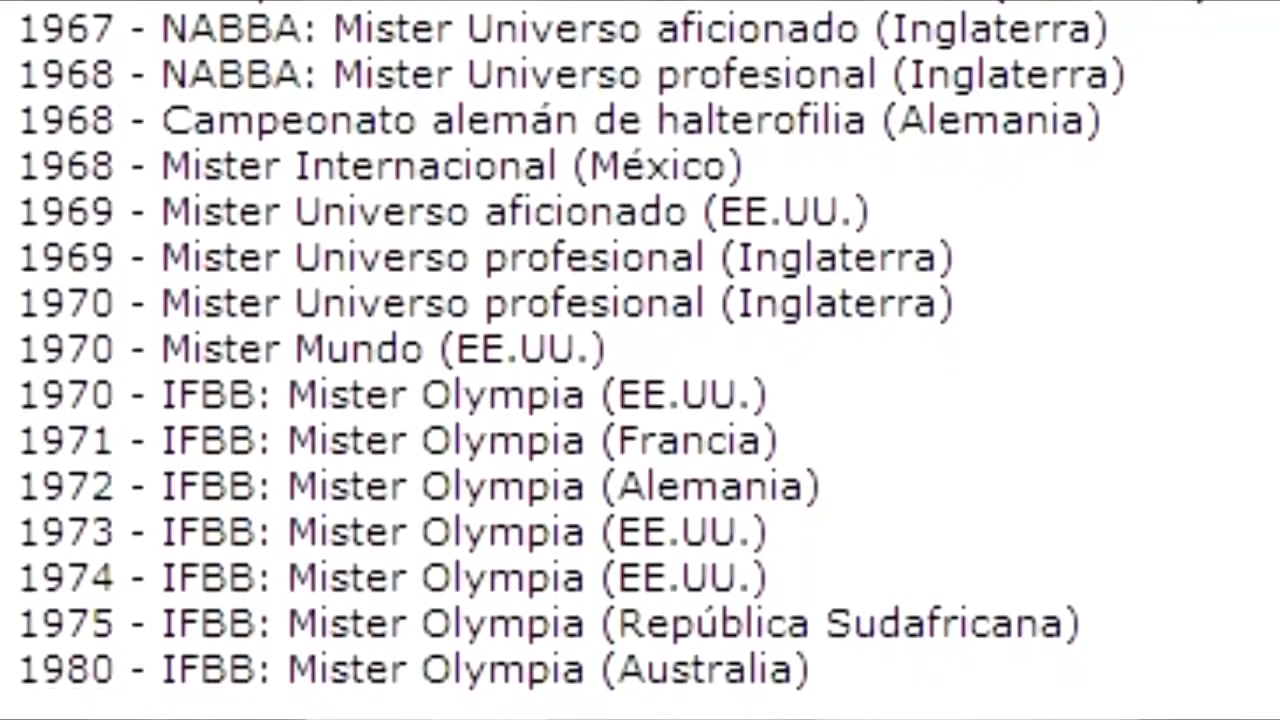 1967 - NABBA: Mister Universo aficionado (Inglaterra)
1968 - NABBA: Mister Universo profesional (Inglaterra)
1968 - Campeonato alemán de halterofilia (Alemania)
1968 - Mister Internacional (México)
1969 - Mister Universo aficionado (EE.UU.)
1969 - Mister Universo profesional (Inglaterra)
1970 - Mister Universo profesional (Inglaterra)
1970 - Mister Mundo (EE.UU.)
1970 - IFBB: Mister Olympia (EE.UU.)
1971 - IFBB: Mister Olympia (Francia)
1972 - IFBB: Mister Olympia (Alemania)
1973 - IFBB: Mister Olympia (EE.UU.)
1974 - IFBB: Mister Olympia (EE.UU.)
1975 - IFBB: Mister Olympia (República Sudafricana)
1980 - IFBB: Mister Olympia (Australia)